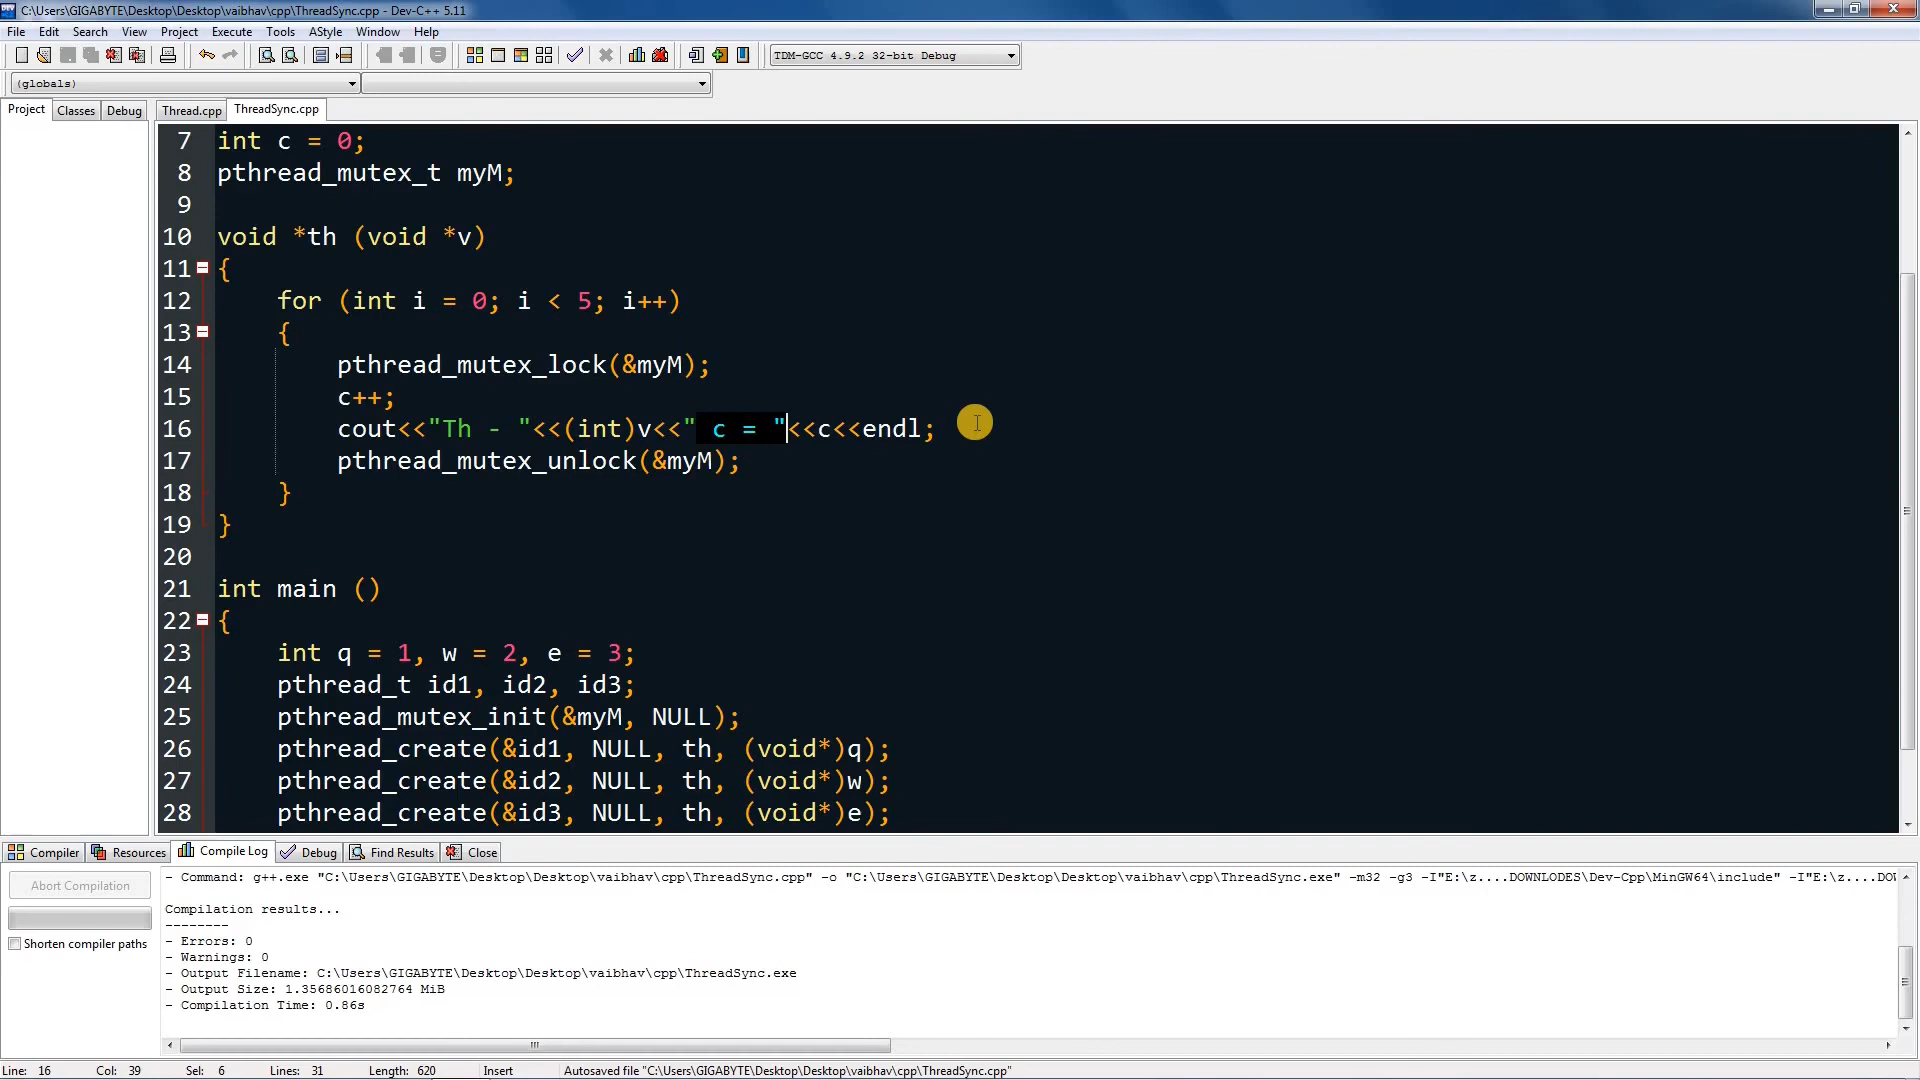 C:\Users\GIGABYTE\Desktop\Desktop\vaibhav\cpp\ThreadSync.cpp - Dev-C++ 5.11
File Edit Search View Project Execute Tools AStyle Window Help
TDM-GCC 4.9.2 32-bit Debug
(globals)
Project Classes Debug Thread.cpp ThreadSync.cpp
7 int c = 0;
8 pthread_mutex_t myM;
9
10 void *th (void *v)
11 {
12 for (int i = 0; i < 5; i++)
13 {
14 pthread_mutex_lock(&myM);
15 c++;
16 cout<<"Th - "<<(int)v<<" c = "<<c<<endl;
17 pthread_mutex_unlock(&myM);
18 }
19 }
20
21 int main ()
22 {
23 int q = 1, w = 2, e = 3;
24 pthread_t id1, id2, id3;
25 pthread_mutex_init(&myM, NULL);
26 pthread_create(&id1, NULL, th, (void*)q);
27 pthread_create(&id2, NULL, th, (void*)w);
28 pthread_create(&id3, NULL, th, (void*)e);
Compiler Resources Compile Log Debug Find Results Close
Abort Compilation
Shorten compiler paths
- Command: g++.exe "C:\Users\GIGABYTE\Desktop\Desktop\vaibhav\cpp\ThreadSync.cpp" -o "C:\Users\GIGABYTE\Desktop\Desktop\vaibhav\cpp\ThreadSync.exe" -m32 -g3 -I"E:\z....DOWNLODES\Dev-Cpp\MinGW64\include" -I"E:\z....DOW
Compilation results...
--------
- Errors: 0
- Warnings: 0
- Output Filename: C:\Users\GIGABYTE\Desktop\Desktop\vaibhav\cpp\ThreadSync.exe
- Output Size: 1.35686016082764 MiB
- Compilation Time: 0.86s
Line: 16 Col: 39 Sel: 6 Lines: 31 Length: 620 Insert Autosaved file "C:\Users\GIGABYTE\Desktop\Desktop\vaibhav\cpp\ThreadSync.cpp"